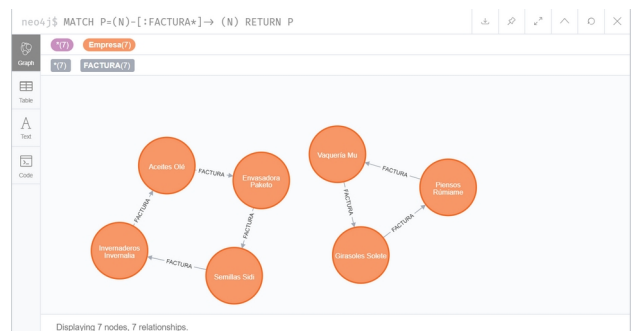 neo4j$ MATCH P=(N)-[:FACTURA*]→ (N) RETURN P
*(7) Empresa(7)
*(7) FACTURA(7)
Graph
Table
A
Text
Code
Aceites Olé
FACTURA
Envasadora
Paketo
FACTURA
Semillas Sidi
FACTURA
Invernaderos
Invernalia
FACTURA
Vaquería Mu
FACTURA
Piensos
Rúmiame
FACTURA
Girasoles Solete
FACTURA
Displaying 7 nodes, 7 relationships.